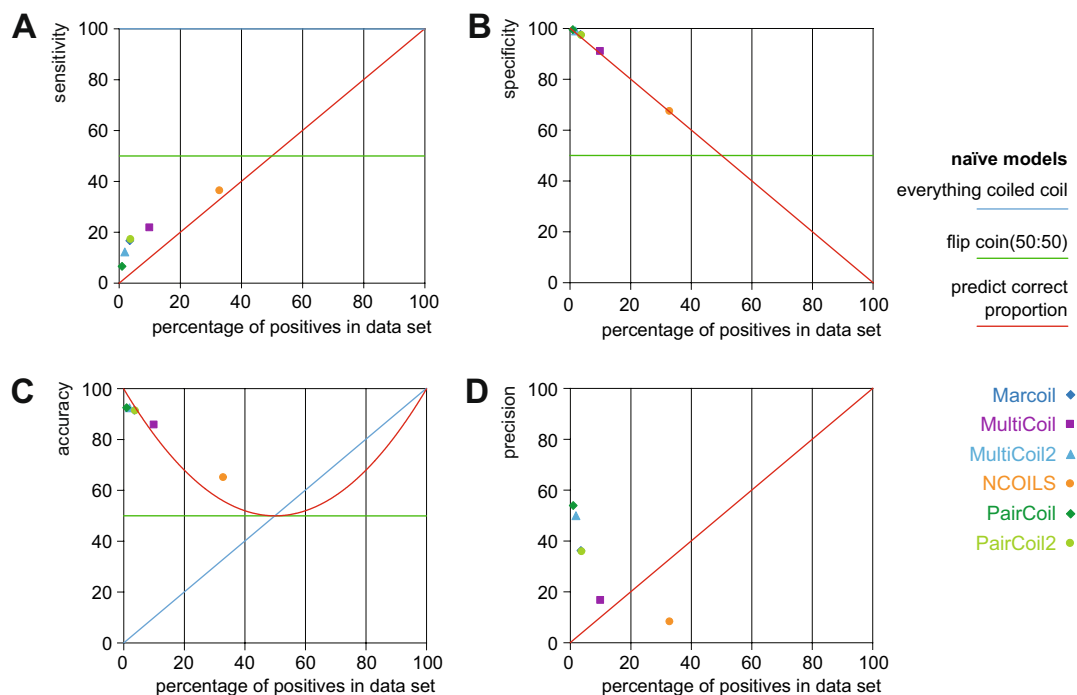 A
sensitivity
100
80
60
40
20
0
0 20 40 60 80 100
percentage of positives in data set
B
specificity
100
80
60
40
20
0
0 20 40 60 80 100
percentage of positives in data set
naïve models
everything coiled coil
flip coin(50:50)
predict correct
proportion
C
accuracy
100
80
60
40
20
0
0 20 40 60 80 100
percentage of positives in data set
D
precision
100
80
60
40
20
0
0 20 40 60 80 100
percentage of positives in data set
Marcoil
MultiCoil
MultiCoil2
NCOILS
PairCoil
PairCoil2